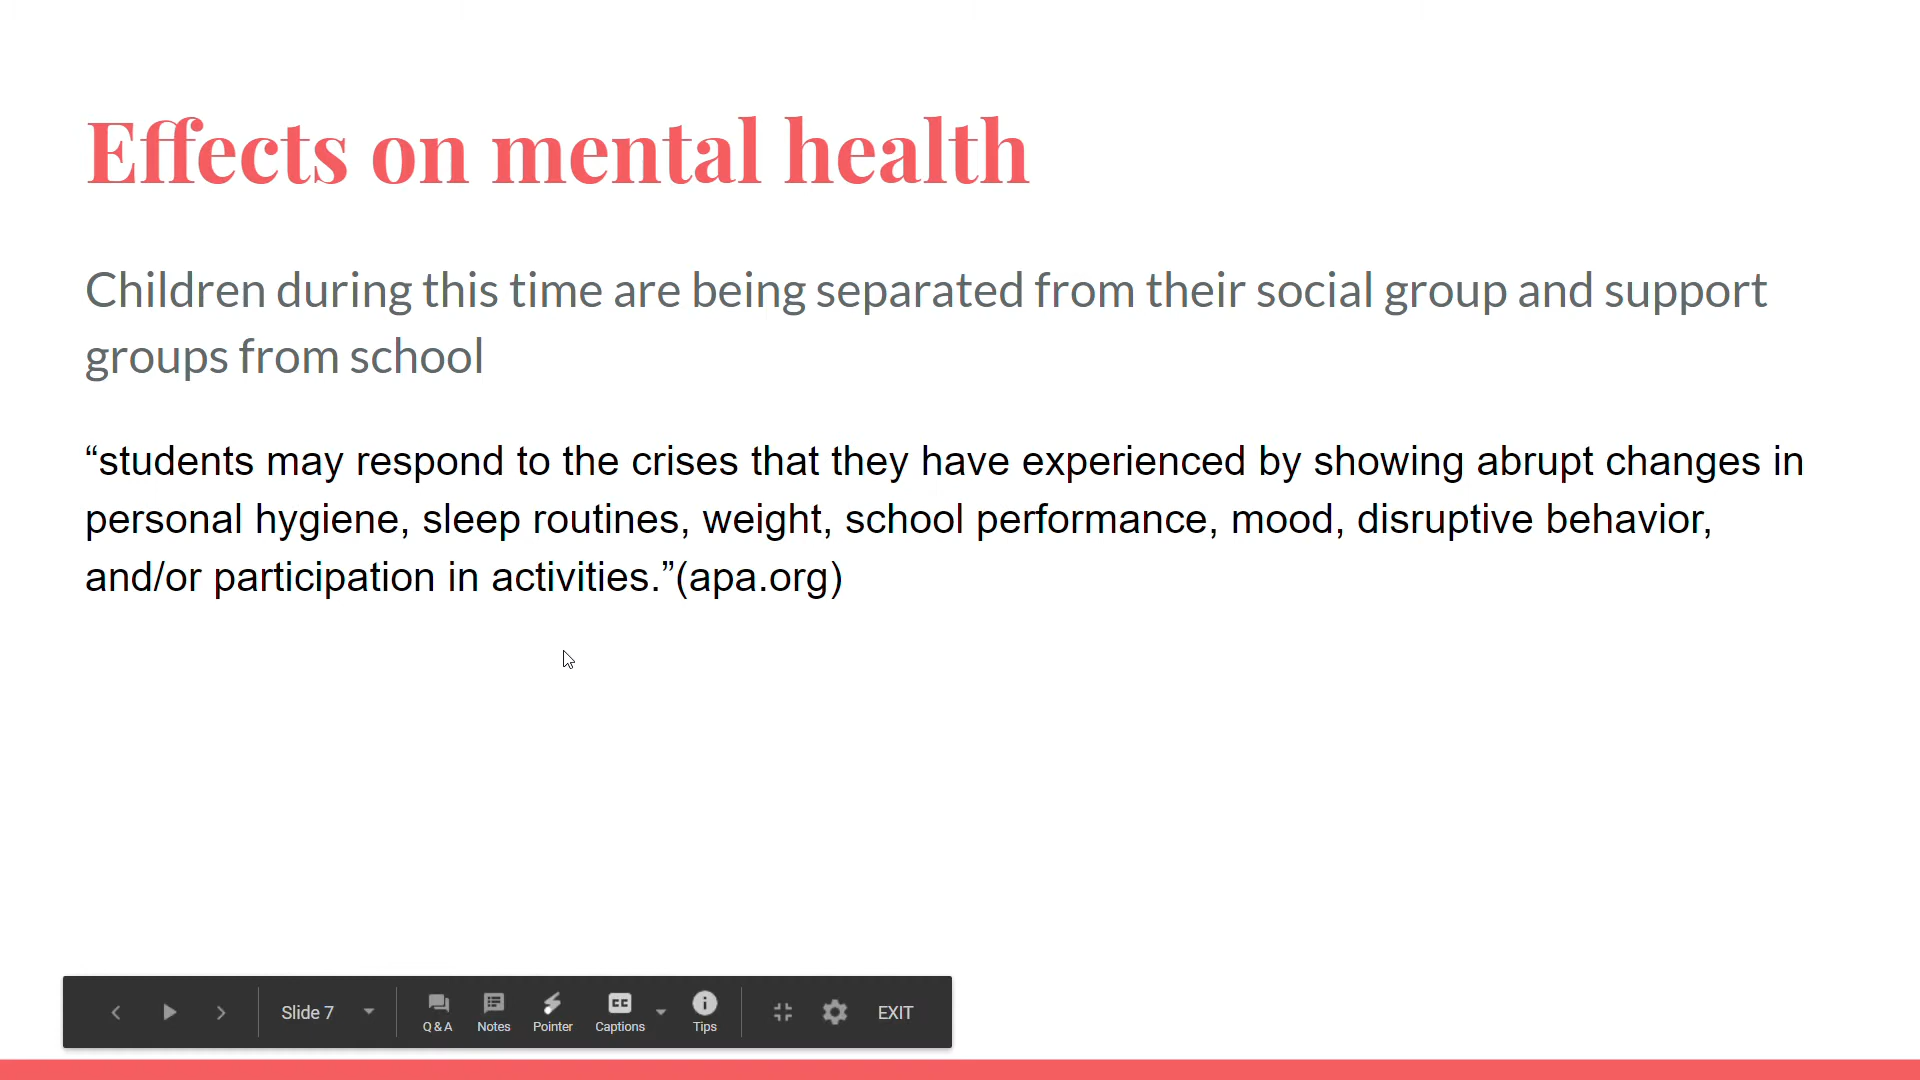 Effects on mental health
Children during this time are being separated from their social group and support
groups from school
“students may respond to the crises that they have experienced by showing abrupt changes in
personal hygiene, sleep routines, weight, school performance, mood, disruptive behavior,
and/or participation in activities.”(apa.org)
Slide 7
Q & A
Notes
Pointer
CC
Captions
Tips
EXIT